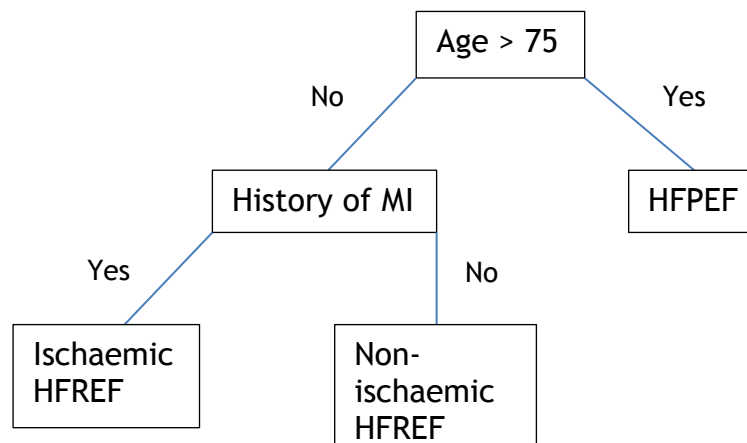 Age > 75
No
Yes
History of MI
HFPEF
Yes
No
Ischaemic
HFREF
Non-
ischaemic
HFREF